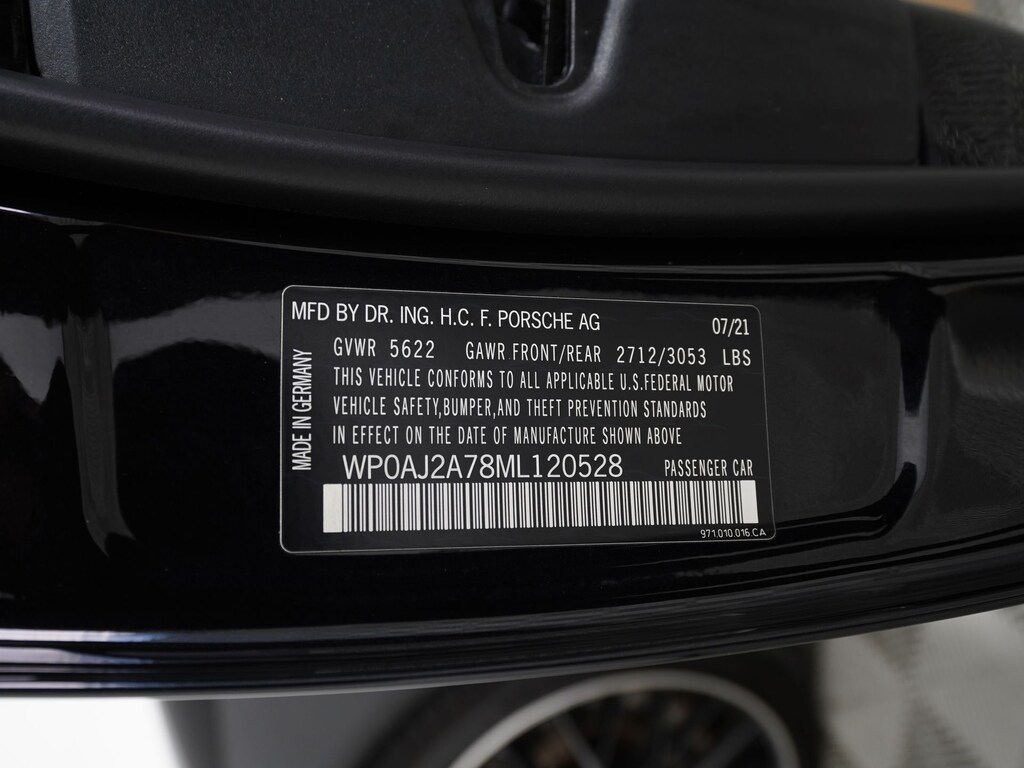 MFD BY DR. ING. H.C. F. PORSCHE AG 07/21
GVWR 5622 GAWR FRONT/REAR 2712/3053 LBS
THIS VEHICLE CONFORMS TO ALL APPLICABLE U.S.FEDERAL MOTOR
VEHICLE SAFETY,BUMPER,AND THEFT PREVENTION STANDARDS
IN EFFECT ON THE DATE OF MANUFACTURE SHOWN ABOVE
WP0AJ2A78ML120528 PASSENGER CAR
971.010.016.CA
MADE IN GERMANY